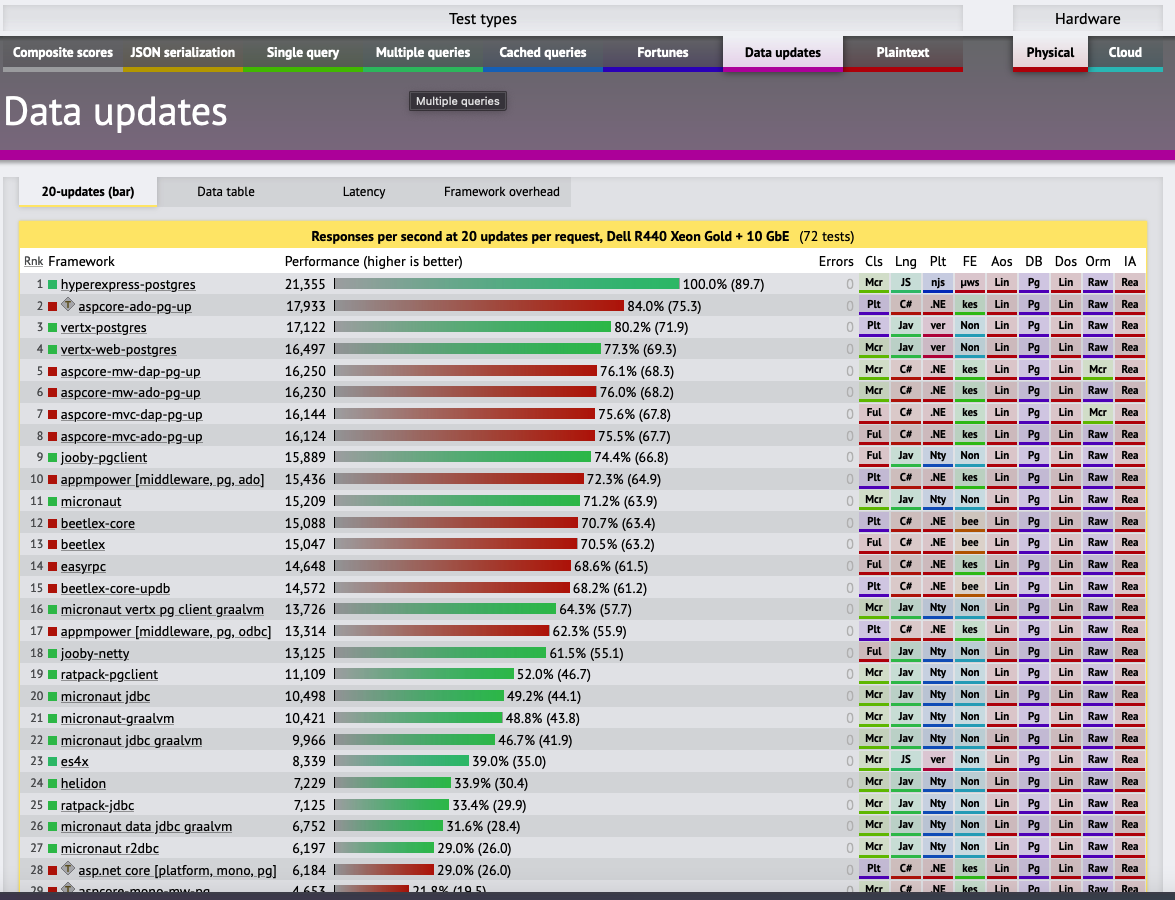 Test types Hardware
Composite scores JSON serialization Single query Multiple queries Cached queries Fortunes Data updates Plaintext Physical Cloud
Multiple queries
Data updates
20-updates (bar) Data table Latency Framework overhead
Responses per second at 20 updates per request, Dell R440 Xeon Gold + 10 GbE (72 tests)
Rnk Framework Performance (higher is better) Errors Cls Lng Plt FE Aos DB Dos Orm IA
1 hyperexpress-postgres 21,355 100.0% (89.7) 0 Mcr JS njs µws Lin Pg Lin Raw Rea
2 T aspcore-ado-pg-up 17,933 84.0% (75.3) 0 Plt C# .NE kes Lin Pg Lin Raw Rea
3 vertx-postgres 17,122 80.2% (71.9) 0 Plt Jav ver Non Lin Pg Lin Raw Rea
4 vertx-web-postgres 16,497 77.3% (69.3) 0 Mcr Jav ver Non Lin Pg Lin Raw Rea
5 aspcore-mw-dap-pg-up 16,250 76.1% (68.3) 0 Mcr C# .NE kes Lin Pg Lin Mcr Rea
6 aspcore-mw-ado-pg-up 16,230 76.0% (68.2) 0 Mcr C# .NE kes Lin Pg Lin Raw Rea
7 aspcore-mvc-dap-pg-up 16,144 75.6% (67.8) 0 Ful C# .NE kes Lin Pg Lin Mcr Rea
8 aspcore-mvc-ado-pg-up 16,124 75.5% (67.7) 0 Ful C# .NE kes Lin Pg Lin Raw Rea
9 jooby-pgclient 15,889 74.4% (66.8) 0 Ful Jav Nty Non Lin Pg Lin Raw Rea
10 appmpower [middleware, pg, ado] 15,436 72.3% (64.9) 0 Plt C# .NE kes Lin Pg Lin Raw Rea
11 micronaut 15,209 71.2% (63.9) 0 Mcr Jav Nty Non Lin Pg Lin Raw Rea
12 beetlex-core 15,088 70.7% (63.4) 0 Plt C# .NE bee Lin Pg Lin Raw Rea
13 beetlex 15,047 70.5% (63.2) 0 Ful C# .NE bee Lin Pg Lin Raw Rea
14 easyrpc 14,648 68.6% (61.5) 0 Ful C# .NE kes Lin Pg Lin Raw Rea
15 beetlex-core-updb 14,572 68.2% (61.2) 0 Plt C# .NE bee Lin Pg Lin Raw Rea
16 micronaut vertx pg client graalvm 13,726 64.3% (57.7) 0 Mcr Jav Nty Non Lin Pg Lin Raw Rea
17 appmpower [middleware, pg, odbc] 13,314 62.3% (55.9) 0 Plt C# .NE kes Lin Pg Lin Raw Rea
18 jooby-netty 13,125 61.5% (55.1) 0 Ful Jav Nty Non Lin Pg Lin Raw Rea
19 ratpack-pgclient 11,109 52.0% (46.7) 0 Mcr Jav Nty Non Lin Pg Lin Raw Rea
20 micronaut jdbc 10,498 49.2% (44.1) 0 Mcr Jav Nty Non Lin Pg Lin Raw Rea
21 micronaut-graalvm 10,421 48.8% (43.8) 0 Mcr Jav Nty Non Lin Pg Lin Raw Rea
22 micronaut jdbc graalvm 9,966 46.7% (41.9) 0 Mcr Jav Nty Non Lin Pg Lin Raw Rea
23 es4x 8,339 39.0% (35.0) 0 Mcr JS ver Non Lin Pg Lin Raw Rea
24 helidon 7,229 33.9% (30.4) 0 Mcr Jav Nty Non Lin Pg Lin Raw Rea
25 ratpack-jdbc 7,125 33.4% (29.9) 0 Mcr Jav Nty Non Lin Pg Lin Raw Rea
26 micronaut data jdbc graalvm 6,752 31.6% (28.4) 0 Mcr Jav Nty Non Lin Pg Lin Raw Rea
27 micronaut r2dbc 6,197 29.0% (26.0) 0 Mcr Jav Nty Non Lin Pg Lin Raw Rea
28 T asp.net core [platform, mono, pg] 6,184 29.0% (26.0) 0 Plt C# .NE kes Lin Pg Lin Raw Rea
29 T aspcore-mono-mw-pg 4,653 21.8% (19.5) 0 Mcr C# .NE kes Lin Pg Lin Raw Rea